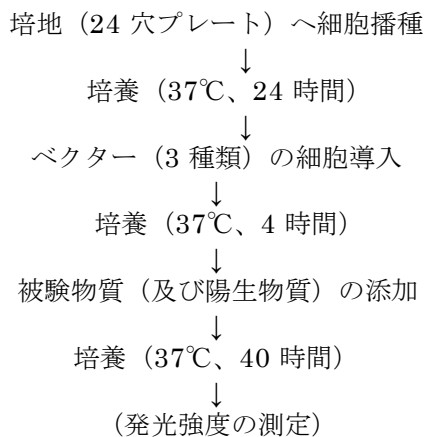 培地（24 穴プレート）へ細胞播種
↓
培養（37℃、24 時間）
↓
ベクター（3 種類）の細胞導入
↓
培養（37℃、4 時間）
↓
被験物質（及び陽生物質）の添加
↓
培養（37℃、40 時間）
↓
（発光強度の測定）